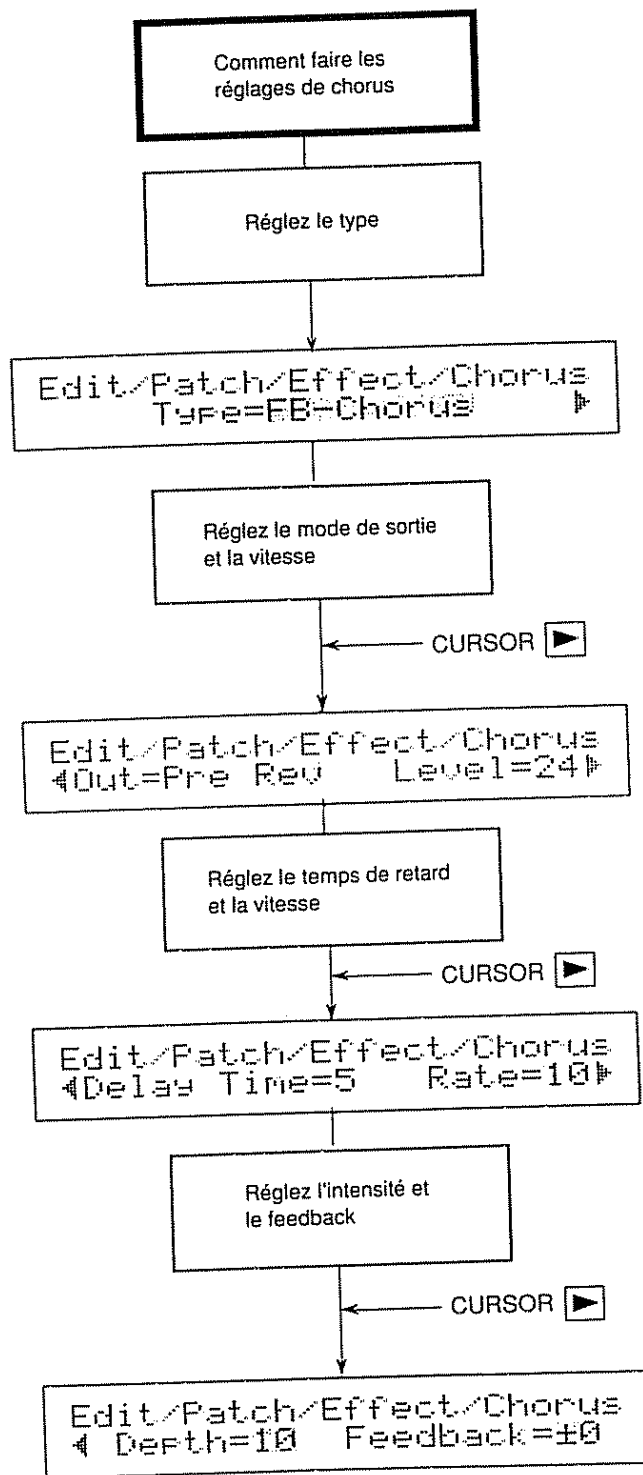 Comment faire les
réglages de chorus
Réglez le type
Edit/Patch/Effect/Chorus
Type=FB-Chorus
Réglez le mode de sortie
et la vitesse
CURSOR
Edit/Patch/Effect/Chorus
Out=Pre Rev Level=24
Réglez le temps de retard
et la vitesse
CURSOR
Edit/Patch/Effect/Chorus
Delay Time=5 Rate=10
Réglez l'intensité et
le feedback
CURSOR
Edit/Patch/Effect/Chorus
Depth=10 Feedback=±0